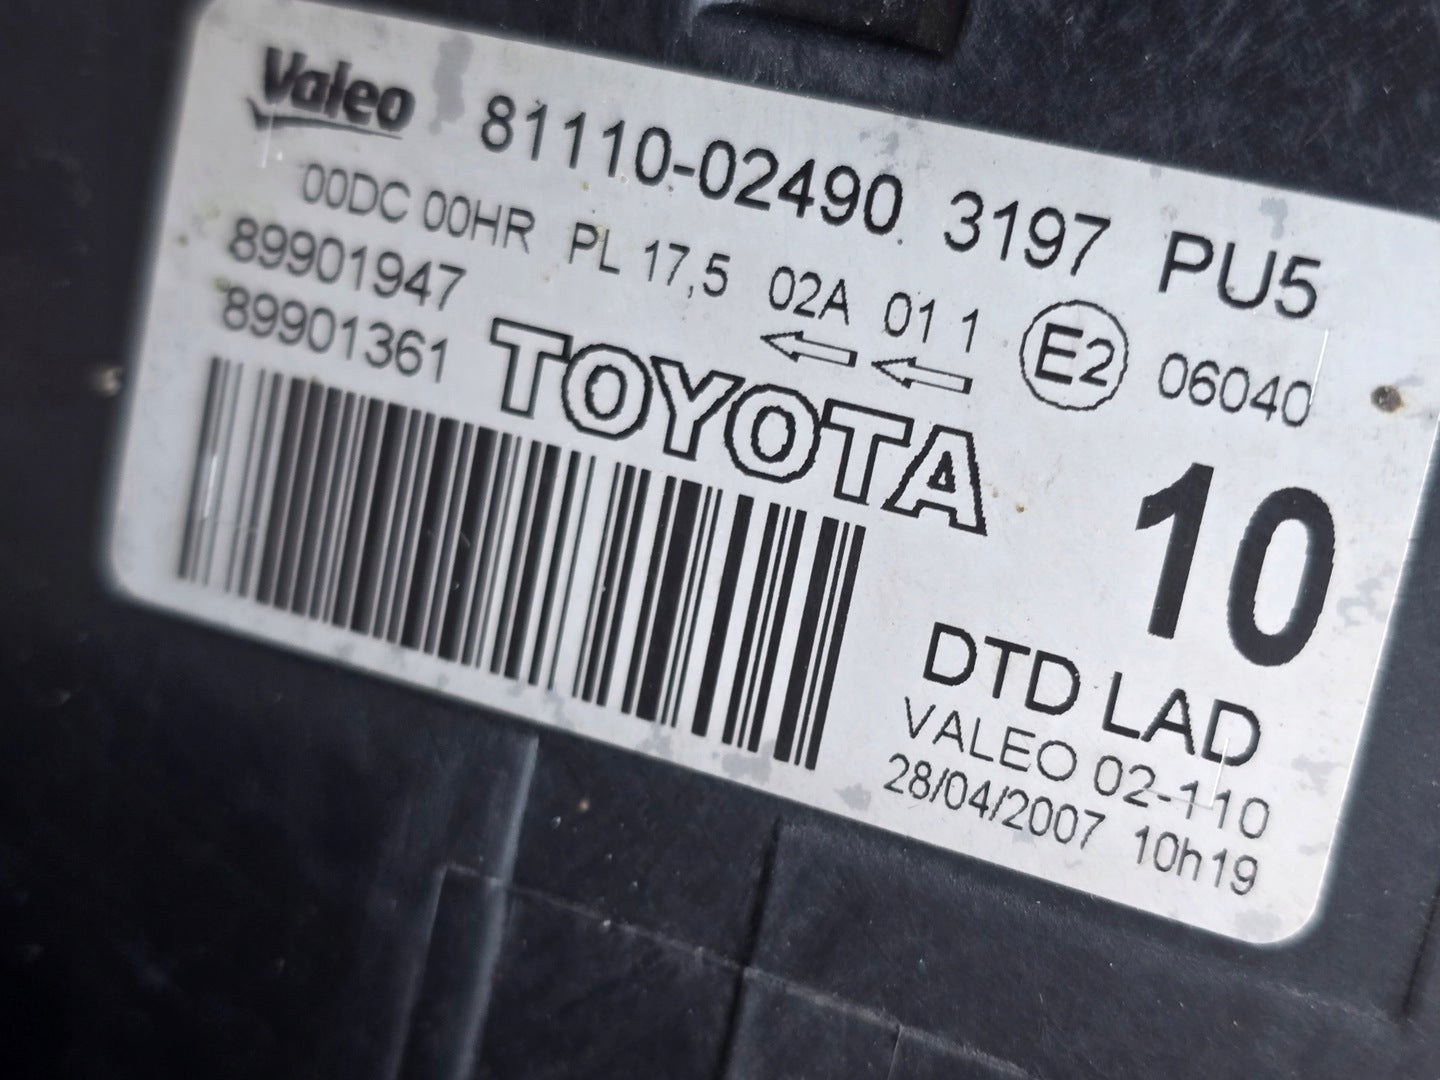 Valeo 81110-02490 3197 PU5
00DC 00HR PL 17,5 02A 01 1 E2 06040
89901947
89901361
TOYOTA
10
DTD LAD
VALEO 02-110
28/04/2007 10h19